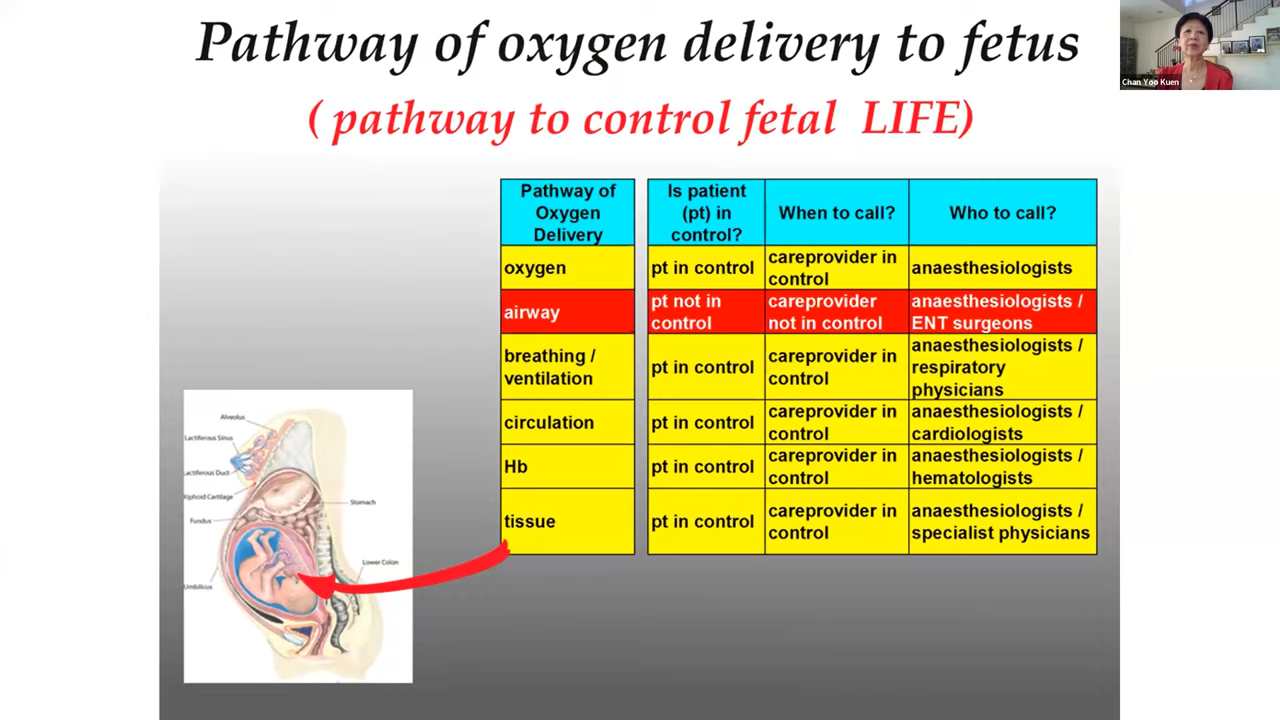 Pathway of oxygen delivery to fetus
( pathway to control fetal LIFE)
Chan Yoo Kuen
Pathway of
Oxygen
Delivery
Is patient
(pt) in
control?
When to call?
Who to call?
oxygen
pt in control
careprovider in
control
anaesthesiologists
airway
pt not in
control
careprovider
not in control
anaesthesiologists /
ENT surgeons
breathing /
ventilation
pt in control
careprovider in
control
anaesthesiologists /
respiratory
physicians
circulation
pt in control
careprovider in
control
anaesthesiologists /
cardiologists
Hb
pt in control
careprovider in
control
anaesthesiologists /
hematologists
tissue
pt in control
careprovider in
control
anaesthesiologists /
specialist physicians
Alveolus
Lactiferous Sinus
Lactiferous Duct
Xiphoid Cartilage
Stomach
Fundus
Lower Colon
Umbilicus